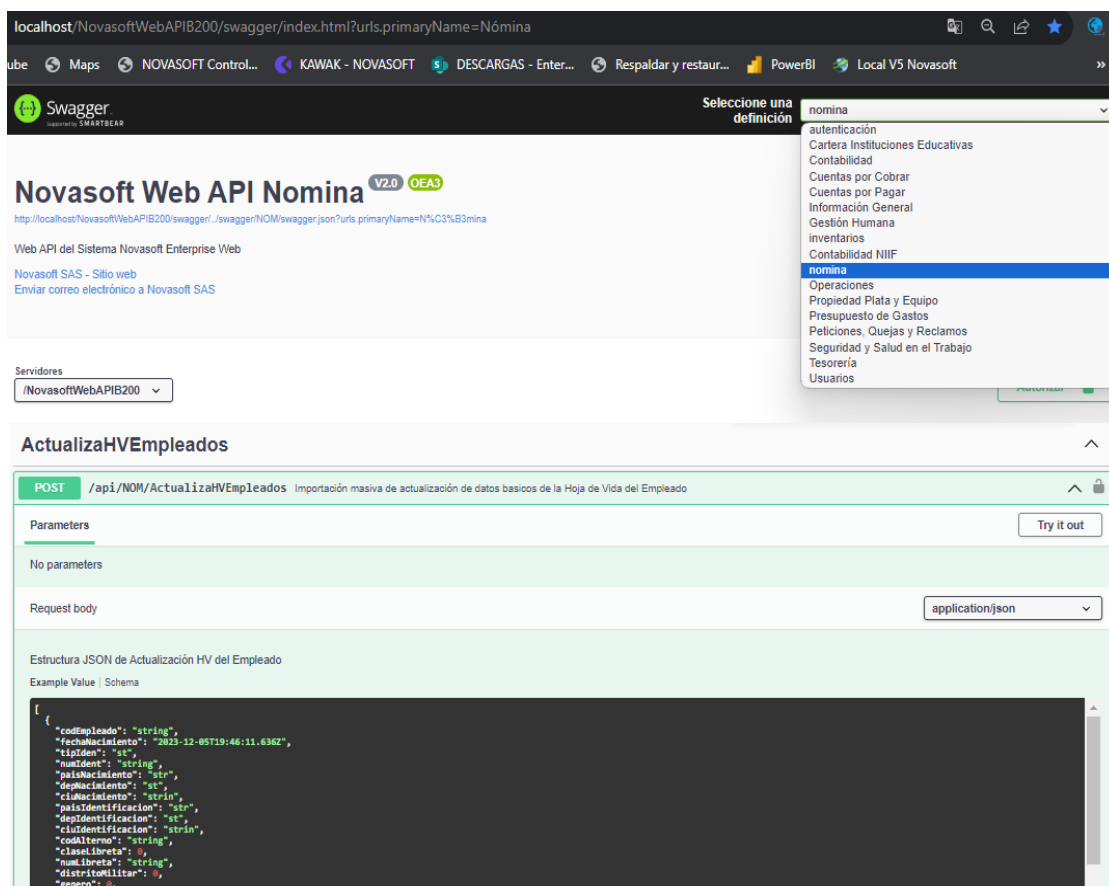 localhost/NovasoftWebAPIB200/swagger/index.html?urls.primaryName=Nómina
ube Maps NOVASOFT Control... KAWAK - NOVASOFT DESCARGAS - Enter... Respaldar y restaur... PowerBI Local V5 Novasoft »
Swagger
Supported by SMARTBEAR
Seleccione una definición
nomina
autenticación
Cartera Instituciones Educativas
Contabilidad
Cuentas por Cobrar
Cuentas por Pagar
Información General
Gestión Humana
inventarios
Contabilidad NIIF
nomina
Operaciones
Propiedad Plata y Equipo
Presupuesto de Gastos
Peticiones, Quejas y Reclamos
Seguridad y Salud en el Trabajo
Tesorería
Usuarios
Novasoft Web API Nomina V2.0 OEA3
http://localhost/NovasoftWebAPIB200/swagger/../swagger/NOM/swagger.json?urls.primaryName=N%C3%B3mina
Web API del Sistema Novasoft Enterprise Web
Novasoft SAS - Sitio web
Enviar correo electrónico a Novasoft SAS
Servidores
/NovasoftWebAPIB200
Autorizar
ActualizaHVEmpleados
POST /api/NOM/ActualizaHVEmpleados Importación masiva de actualización de datos basicos de la Hoja de Vida del Empleado
Parameters
Try it out
No parameters
Request body
application/json
Estructura JSON de Actualización HV del Empleado
Example Value | Schema
[
{
"codEmpleado": "string",
"fechaNacimiento": "2023-12-05T19:46:11.636Z",
"tipIden": "st",
"numIdent": "string",
"paisNacimiento": "str",
"depNacimiento": "st",
"ciuNacimiento": "strin",
"paisIdentificacion": "str",
"depIdentificacion": "st",
"ciuIdentificacion": "strin",
"codAlterno": "string",
"claseLibreta": 0,
"numLibreta": "string",
"distritoMilitar": 0,
"genero": 0,